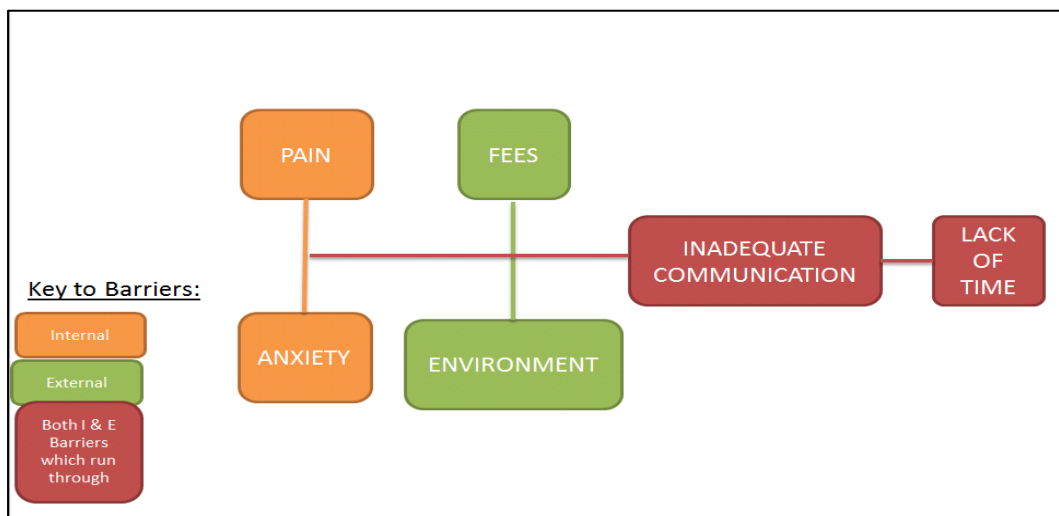 PAIN
FEES
INADEQUATE
COMMUNICATION
LACK
OF
TIME
ANXIETY
ENVIRONMENT
Key to Barriers:
Internal
External
Both I & E
Barriers
which run
through